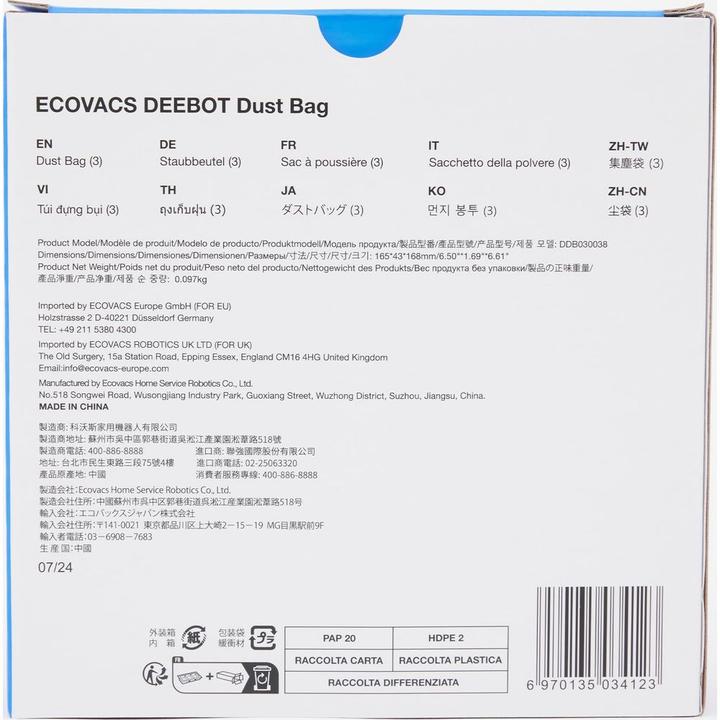 ECOVACS DEEBOT Dust Bag
EN DE FR IT ZH-TW
Dust Bag (3) Staubbeutel (3) Sac à poussière (3) Sacchetto della polvere (3) 集塵袋 (3)
VI TH JA KO ZH-CN
Túi đựng bụi (3) ถุงเก็บฝุ่น (3) ダストバッグ (3) 먼지 봉투 (3) 尘袋 (3)
Product Model/Modèle de produit/Modelo de producto/Produktmodell/Модель продукта/製品型番/產品型號/产品型号/제품 모델: DDB030038
Dimensions/Dimensions/Dimensiones/Dimensionen/Размеры/寸法/尺寸/尺寸/크기: 165*43*168mm/6.50"*1.69"*6.61"
Product Net Weight/Poids net du produit/Peso neto del producto/Nettogewicht des Produkts/Вес продукта без упаковки/製品の正味重量/
產品淨重/产品净重/제품 순 중량: 0.097kg
Imported by ECOVACS Europe GmbH (FOR EU)
Holzstrasse 2 D-40221 Düsseldorf Germany
TEL: +49 211 5380 4300
Imported by ECOVACS ROBOTICS UK LTD (FOR UK)
The Old Surgery, 15a Station Road, Epping Essex, England CM16 4HG United Kingdom
Email:info@ecovacs-europe.com
Manufactured by Ecovacs Home Service Robotics Co., Ltd.
No.518 Songwei Road, Wusongjiang Industry Park, Guoxiang Street, Wuzhong District, Suzhou, Jiangsu, China.
MADE IN CHINA
製造商: 科沃斯家用機器人有限公司
製造商地址: 蘇州市吳中區郭巷街道吳淞江產業園淞葦路518號
製造商電話: 400-886-8888 進口商: 聯強國際股份有限公司
地址: 台北市民生東路三段75號4樓 進口商電話: 02-25063320
產品原產地: 中國 消費者服務專線: 400-886-8888
製造会社:Ecovacs Home Service Robotics Co., Ltd.
製造会社住所: 中國蘇州市吳中区郭巷街道吳淞江産業園淞葦路518号
輸入会社: エコバックスジャパン株式会社
輸入会社住所: 〒141-0021 東京都品川区上大崎2ー15ー19 MG目黒駅前9F
輸入者電話:03ー6908ー7683
生 産 国:中國
07/24
外装箱 紙 包装袋 プラ
内 箱 緩衝材
PAP 20 HDPE 2
RACCOLTA CARTA RACCOLTA PLASTICA
RACCOLTA DIFFERENZIATA
FR
+
6 970135 034123